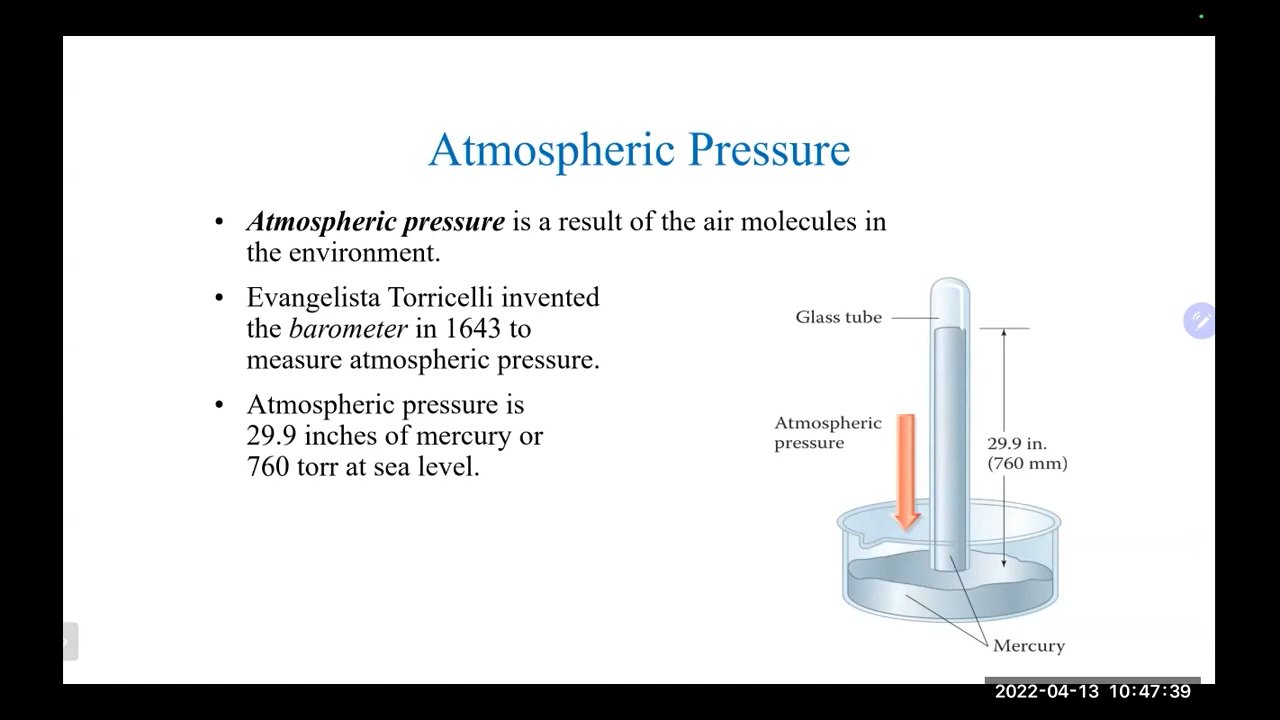 Atmospheric Pressure
• Atmospheric pressure is a result of the air molecules in
the environment.
• Evangelista Torricelli invented
the barometer in 1643 to
measure atmospheric pressure.
• Atmospheric pressure is
29.9 inches of mercury or
760 torr at sea level.
Glass tube
Atmospheric
pressure
29.9 in.
(760 mm)
Mercury
2022-04-13 10:47:39